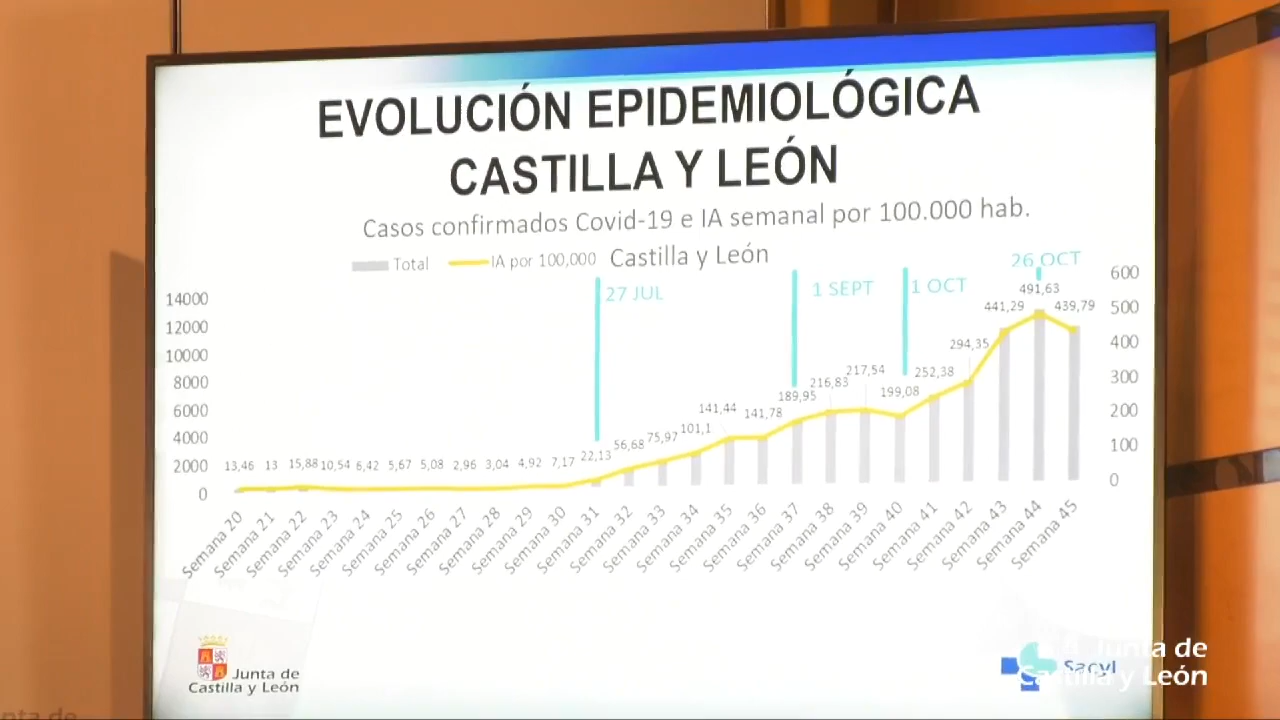 EVOLUCIÓN EPIDEMIOLÓGICA
CASTILLA Y LEÓN
Casos confirmados Covid-19 e IA semanal por 100.000 hab.
Total IA por 100,000 Castilla y León
27 JUL 1 SEPT 1 OCT 26 OCT
14000
12000
10000
8000
6000
4000
2000
0
13,46 13 15,88 10,54 6,42 5,67 5,08 2,96 3,04 4,92 7,17 22,13 56,68 75,97 101,1 141,44 141,78 189,95 216,83 217,54 199,08 252,38 294,35 441,29 491,63 439,79
600
500
400
300
200
100
0
Semana 20 Semana 21 Semana 22 Semana 23 Semana 24 Semana 25 Semana 26 Semana 27 Semana 28 Semana 29 Semana 30 Semana 31 Semana 32 Semana 33 Semana 34 Semana 35 Semana 36 Semana 37 Semana 38 Semana 39 Semana 40 Semana 41 Semana 42 Semana 43 Semana 44 Semana 45
Junta de
Castilla y León
Sacyl
Junta de
Castilla y León